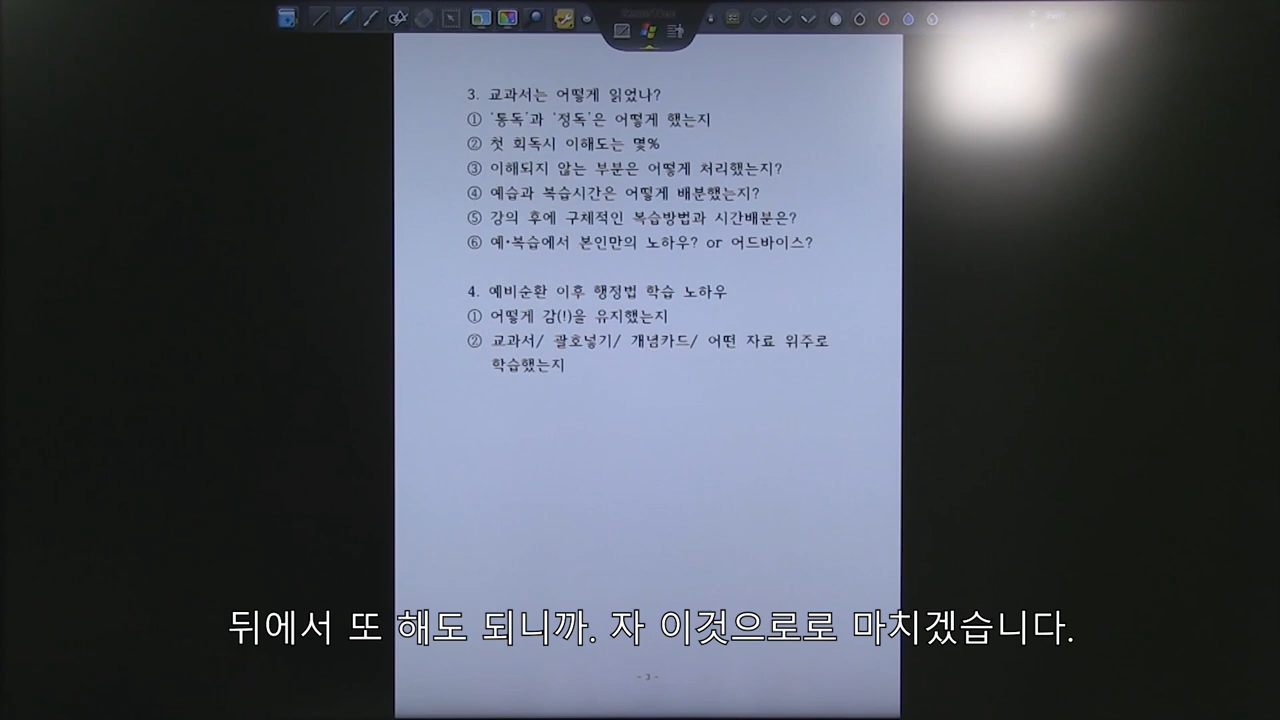 3. 교과서는 어떻게 읽었나?
① '통독'과 '정독'은 어떻게 했는지
② 첫 회독시 이해도는 몇%
③ 이해되지 않는 부분은 어떻게 처리했는지?
④ 예습과 복습시간은 어떻게 배분했는지?
⑤ 강의 후에 구체적인 복습방법과 시간배분은?
⑥ 예·복습에서 본인만의 노하우? or 어드바이스?
4. 예비순환 이후 행정법 학습 노하우
① 어떻게 감(!)을 유지했는지
② 교과서/ 괄호넣기/ 개념카드/ 어떤 자료 위주로
학습했는지
뒤에서 또 해도 되니까. 자 이것으로로 마치겠습니다.
- 3 -